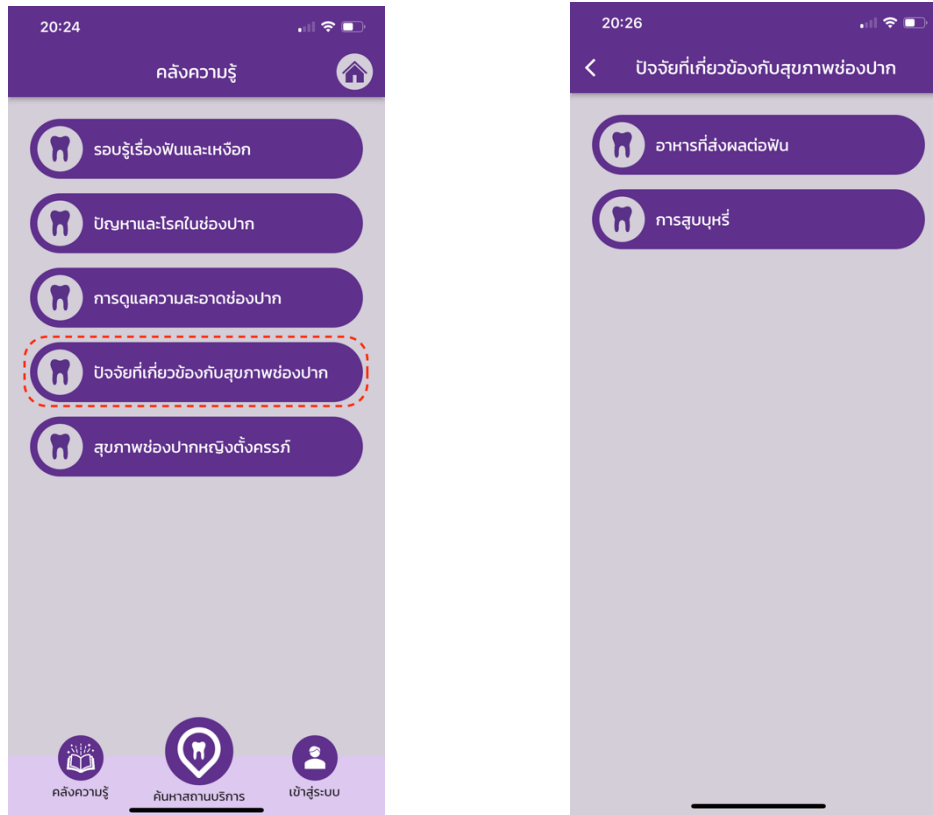 20:24
คลังความรู้
รอบรู้เรื่องฟันและเหงือก
ปัญหาและโรคในช่องปาก
การดูแลความสะอาดช่องปาก
ปัจจัยที่เกี่ยวข้องกับสุขภาพช่องปาก
สุขภาพช่องปากหญิงตั้งครรภ์
คลังความรู้
ค้นหาสถานบริการ
เข้าสู่ระบบ
20:26
ปัจจัยที่เกี่ยวข้องกับสุขภาพช่องปาก
อาหารที่ส่งผลต่อฟัน
การสูบบุหรี่